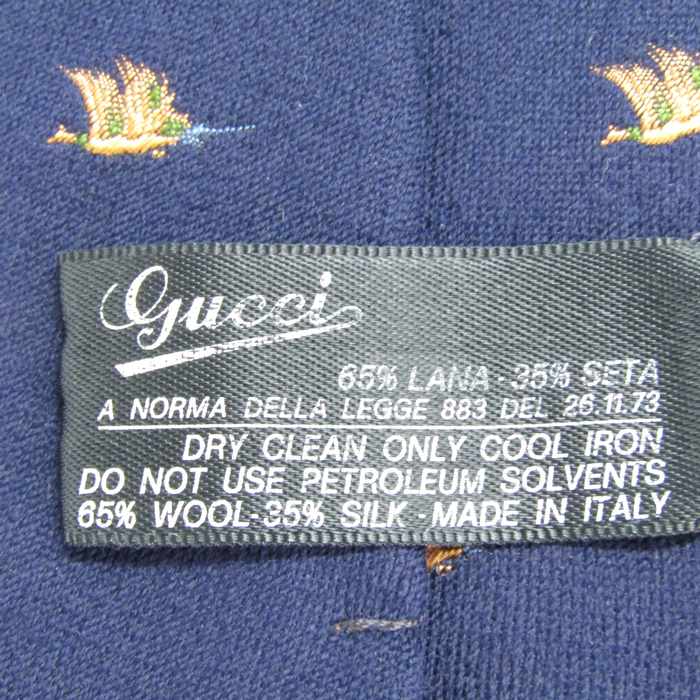 Gucci
65% LANA - 35% SETA
A NORMA DELLA LEGGE 883 DEL 26.11.73
DRY CLEAN ONLY COOL IRON
DO NOT USE PETROLEUM SOLVENTS
65% WOOL-35% SILK - MADE IN ITALY